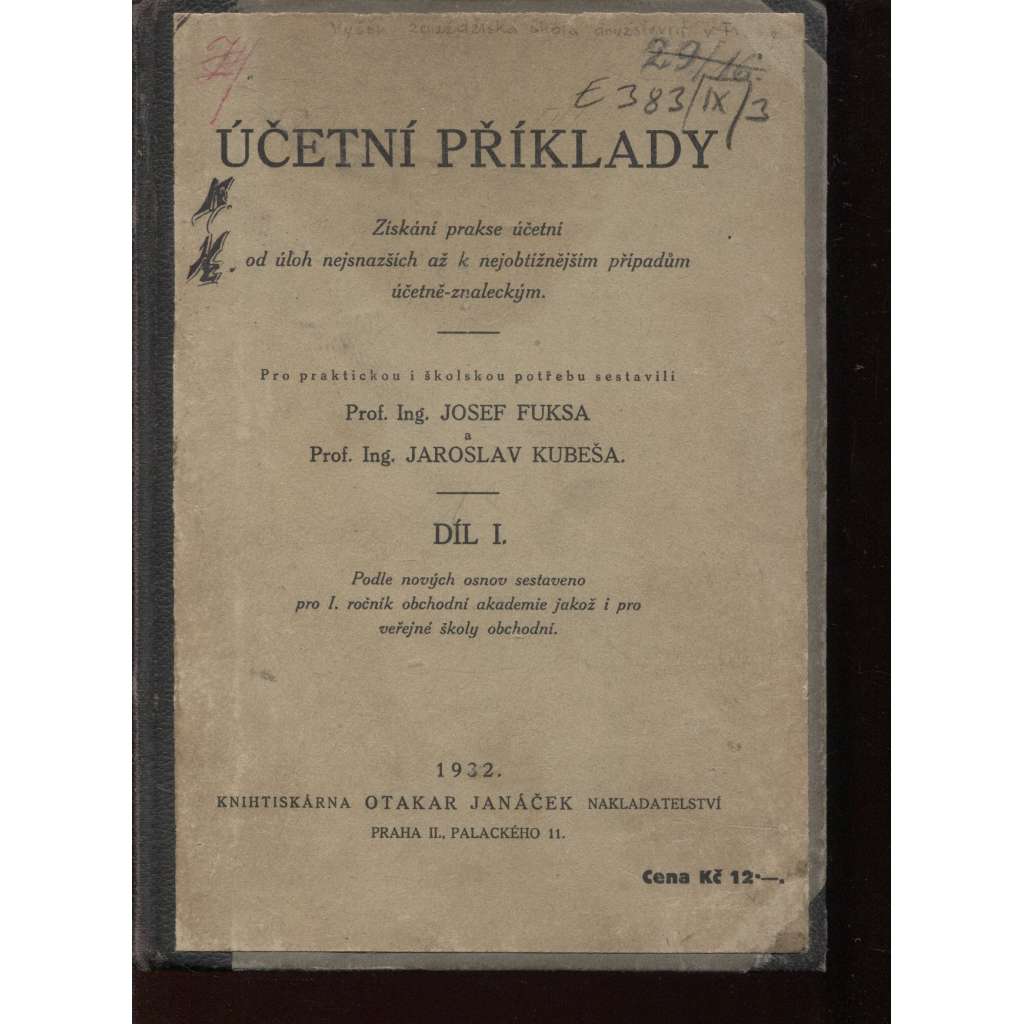 29/16.
E 383/IX/3
ÚČETNÍ PŘÍKLADY
Získání prakse účetní
od úloh nejsnazších až k nejobtížnějším případům
účetně-znaleckým.
Pro praktickou i školskou potřebu sestavili
Prof. Ing. JOSEF FUKSA
a
Prof. Ing. JAROSLAV KUBEŠA.
DÍL I.
Podle nových osnov sestaveno
pro I. ročník obchodní akademie jakož i pro
veřejné školy obchodní.
1932.
KNIHTISKÁRNA OTAKAR JANÁČEK NAKLADATELSTVÍ
PRAHA II., PALACKÉHO 11.
Cena Kč 12·—.